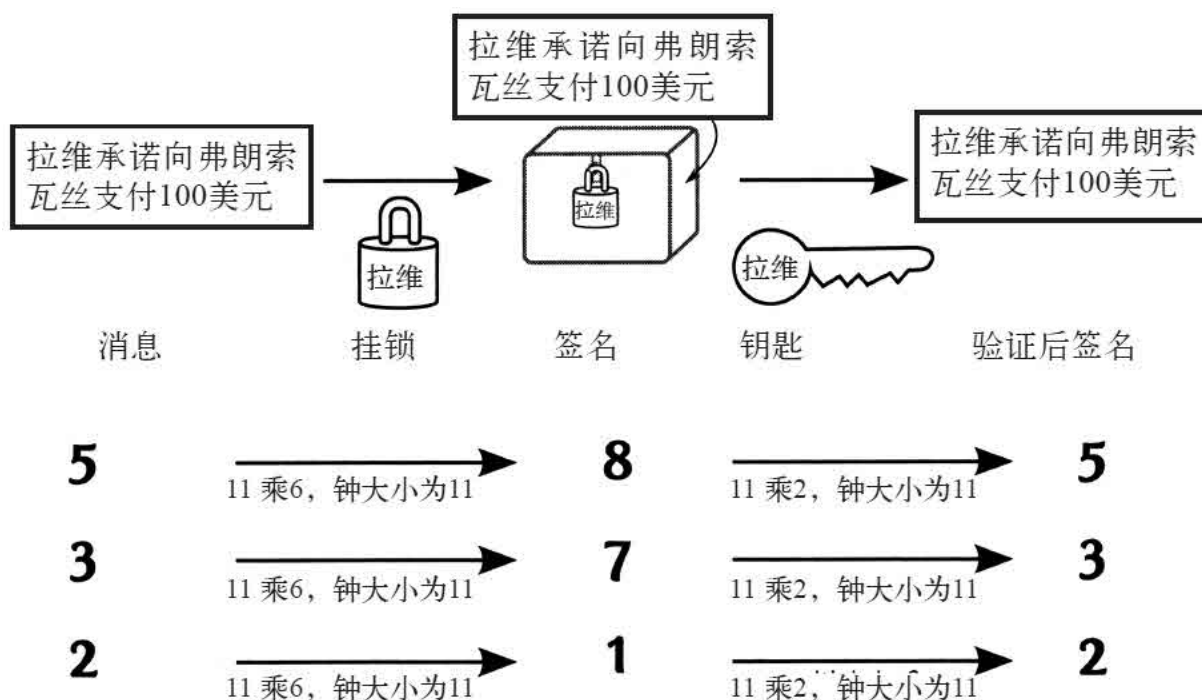 拉维承诺向弗朗索
瓦丝支付100美元
拉维承诺向弗朗索
瓦丝支付100美元
拉维承诺向弗朗索
瓦丝支付100美元
拉维
拉维
拉维
消息 挂锁 签名 钥匙 验证后签名
5 8 5
11 乘6，钟大小为11 11 乘2，钟大小为11
3 7 3
11 乘6，钟大小为11 11 乘2，钟大小为11
2 1 2
11 乘6，钟大小为11 11 乘2，钟大小为11